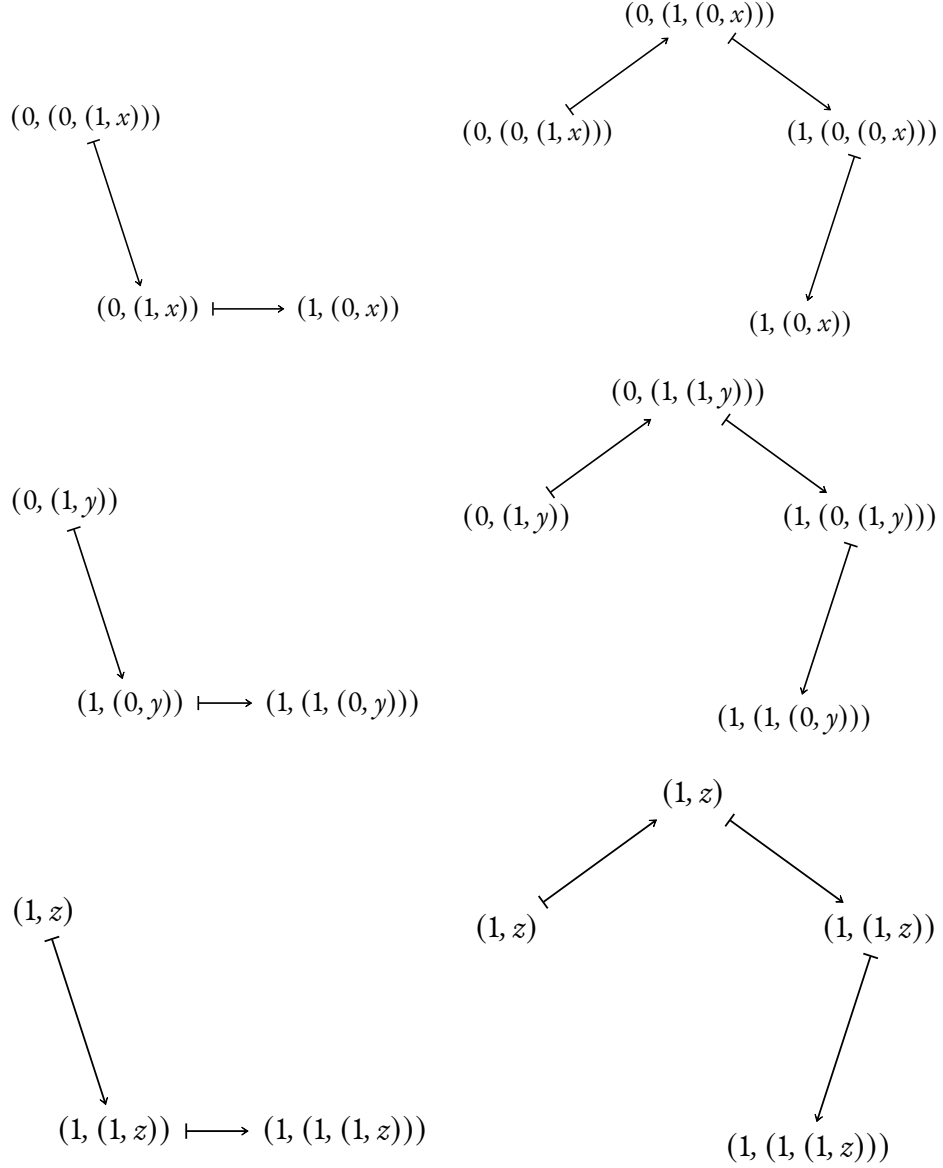 (0, (1, (0, x)))
(0, (0, (1, x)))
(0, (0, (1, x)))
(1, (0, (0, x)))
(0, (1, x))
(1, (0, x))
(1, (0, x))
(0, (1, (1, y)))
(0, (1, y))
(0, (1, y))
(1, (0, (1, y)))
(1, (0, y))
(1, (1, (0, y)))
(1, (1, (0, y)))
(1, z)
(1, z)
(1, z)
(1, (1, z))
(1, (1, z))
(1, (1, (1, z)))
(1, (1, (1, z)))